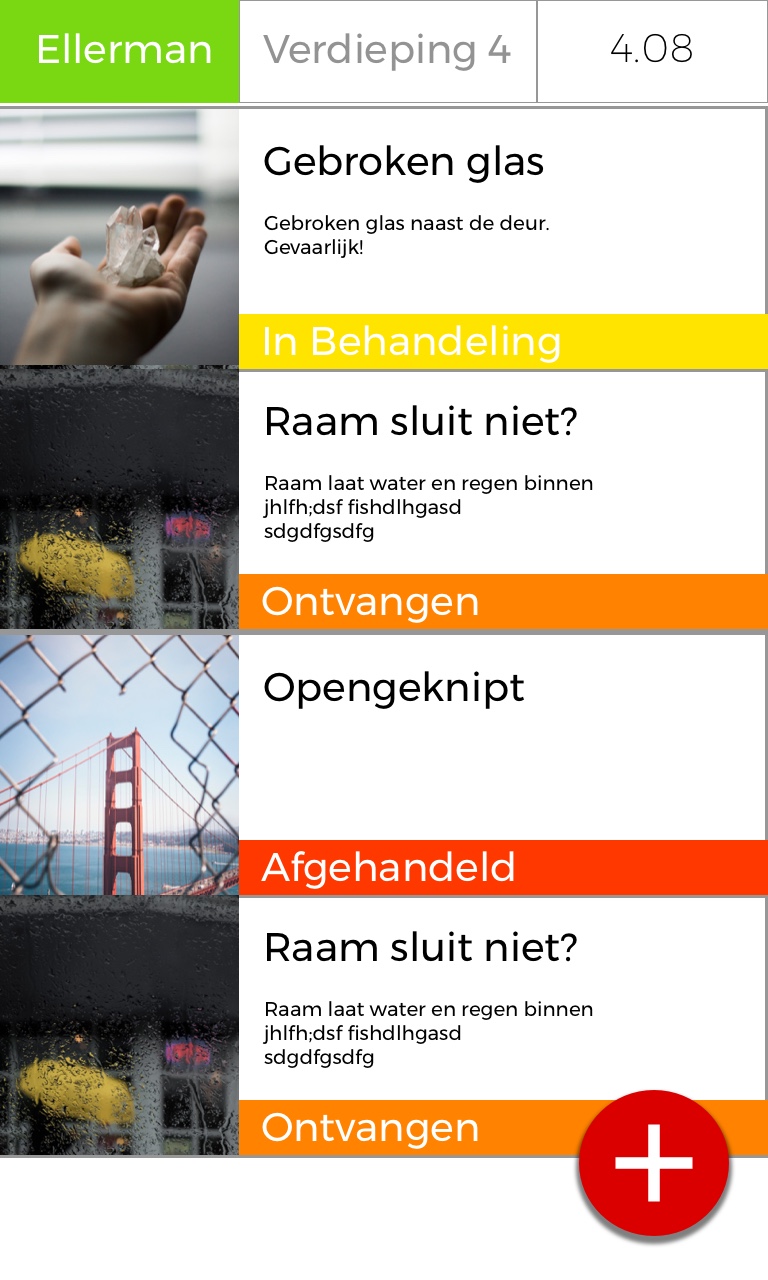 Ellerman
Verdieping 4
4.08
Gebroken glas
Gebroken glas naast de deur.
Gevaarlijk!
In Behandeling
Raam sluit niet?
Raam laat water en regen binnen
jhlfh;dsf fishdlhgasd
sdgdfgsdfg
Ontvangen
Opengeknipt
Afgehandeld
Raam sluit niet?
Raam laat water en regen binnen
jhlfh;dsf fishdlhgasd
sdgdfgsdfg
Ontvangen